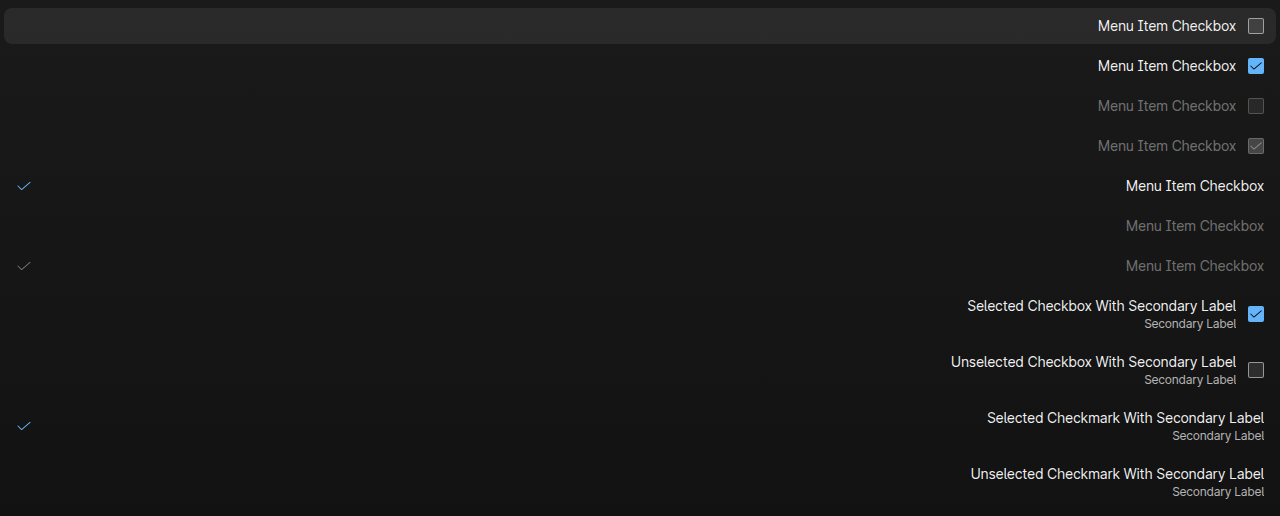 Menu Item Checkbox
Menu Item Checkbox
Menu Item Checkbox
Menu Item Checkbox
Menu Item Checkbox
Menu Item Checkbox
Menu Item Checkbox
Selected Checkbox With Secondary Label
Secondary Label
Unselected Checkbox With Secondary Label
Secondary Label
Selected Checkmark With Secondary Label
Secondary Label
Unselected Checkmark With Secondary Label
Secondary Label